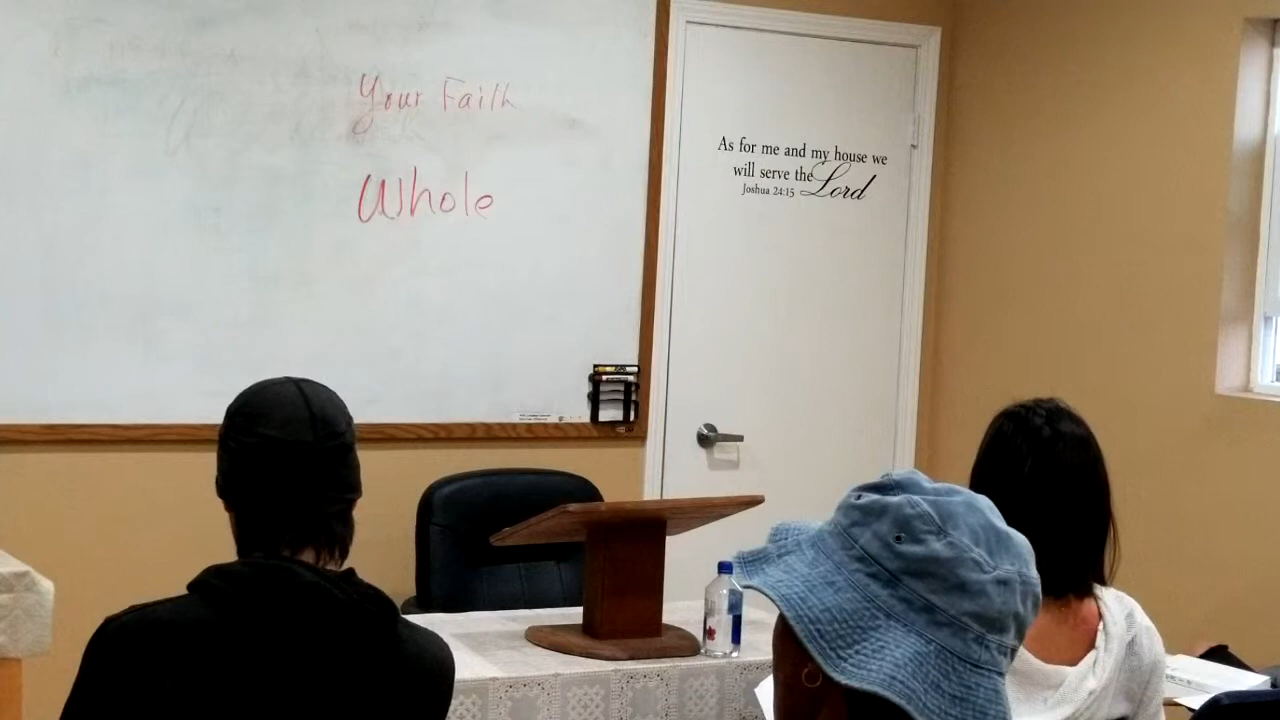 Your Faith
Whole
As for me and my house we
will serve the Lord
Joshua 24:15